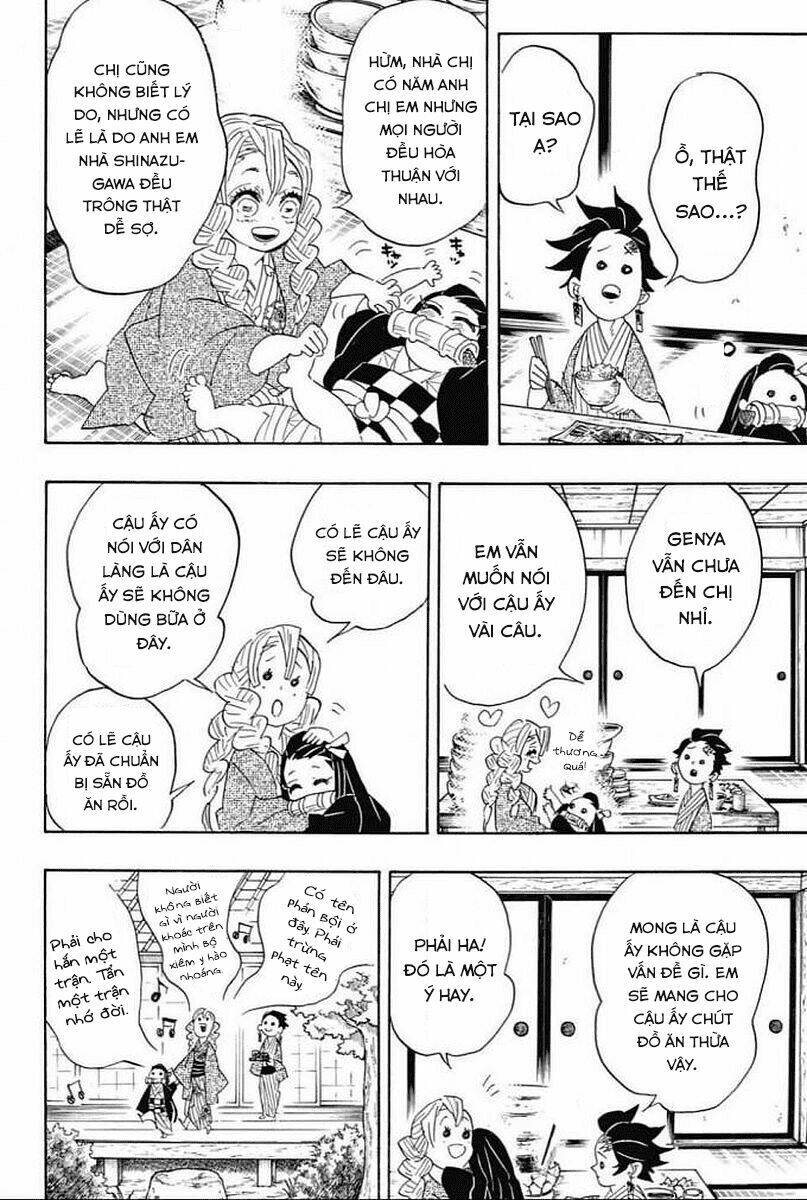 Ồ, THẬT
THẾ
SAO...?
TẠI SAO
Ạ?
HỪM, NHÀ CHỊ
CÓ NĂM ANH
CHỊ EM NHƯNG
MỌI NGƯỜI
ĐỀU HÒA
THUẬN VỚI
NHAU.
CHỊ CŨNG
KHÔNG BIẾT LÝ
DO, NHƯNG CÓ
LẼ LÀ DO ANH EM
NHÀ SHINAZU-
GAWA ĐỀU
TRÔNG THẬT
DỄ SỢ.
GENYA
VẪN CHƯA
ĐẾN CHỊ
NHỈ.
EM VẪN
MUỐN NÓI
VỚI CẬU ẤY
VÀI CÂU.
Dễ
thương
quá!
CÓ LẼ CẬU ẤY
SẼ KHÔNG
ĐẾN ĐÂU.
CẬU ẤY CÓ
NÓI VỚI DÂN
LÀNG LÀ CẬU
ẤY SẼ KHÔNG
DÙNG BỮA Ở
ĐÂY.
CÓ LẼ CẬU
ẤY ĐÃ CHUẨN
BỊ SẴN ĐỒ
ĂN RỒI.
MONG LÀ CẬU
ẤY KHÔNG GẶP
VẤN ĐỀ GÌ. EM
SẼ MANG CHO
CẬU ẤY CHÚT
ĐỒ ĂN THỪA
VẬY.
PHẢI HA!
ĐÓ LÀ MỘT
Ý HAY.
Có tên
phản bội ở
đây. Phải
trừng
phạt tên
này.
Người
không biết
gì vì người
khoác trên
mình bộ
xiêm y hào
nhoáng.
Phải cho
hắn một
trận. Tẩn
một trận
nhớ đời.